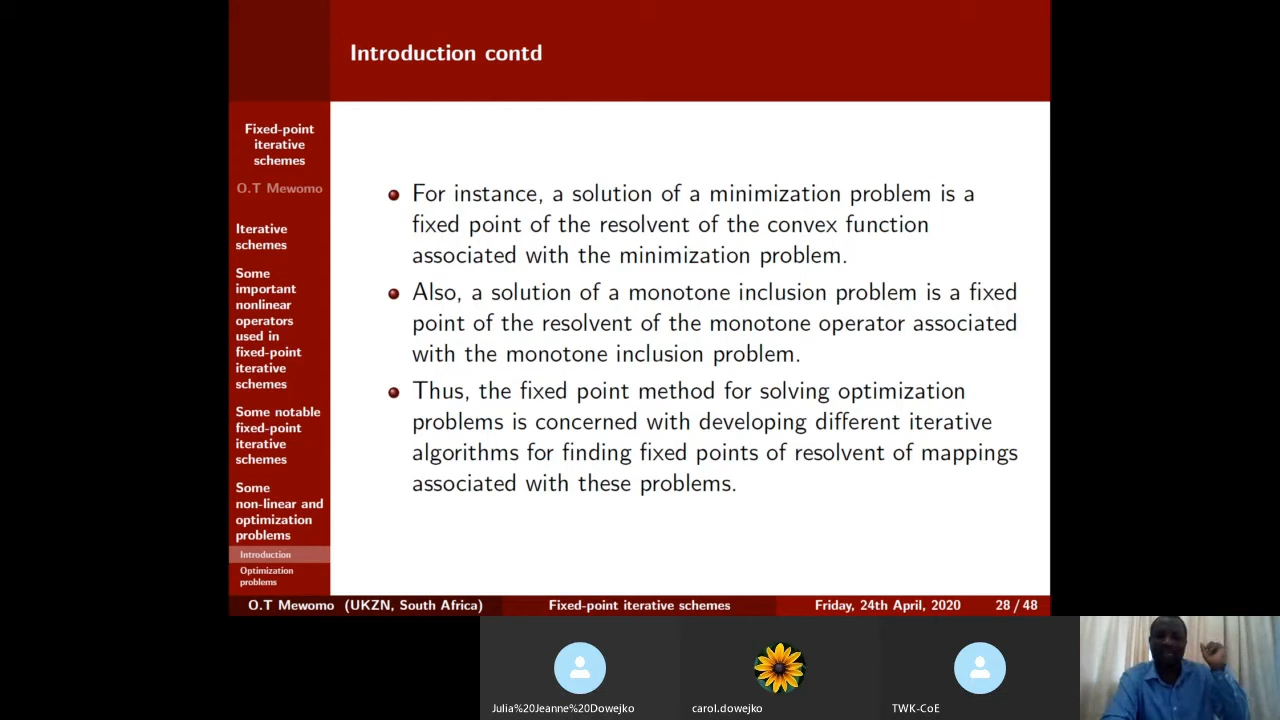 Introduction contd
Fixed-point
iterative
schemes
O.T Mewomo
Iterative
schemes
Some
important
nonlinear
operators
used in
fixed-point
iterative
schemes
Some notable
fixed-point
iterative
schemes
Some
non-linear and
optimization
problems
Introduction
Optimization
problems
For instance, a solution of a minimization problem is a
fixed point of the resolvent of the convex function
associated with the minimization problem.
Also, a solution of a monotone inclusion problem is a fixed
point of the resolvent of the monotone operator associated
with the monotone inclusion problem.
Thus, the fixed point method for solving optimization
problems is concerned with developing different iterative
algorithms for finding fixed points of resolvent of mappings
associated with these problems.
O.T Mewomo (UKZN, South Africa) Fixed-point iterative schemes Friday, 24th April, 2020 28 / 48
Julia%20Jeanne%20Dowejko carol.dowejko TWK-CoE